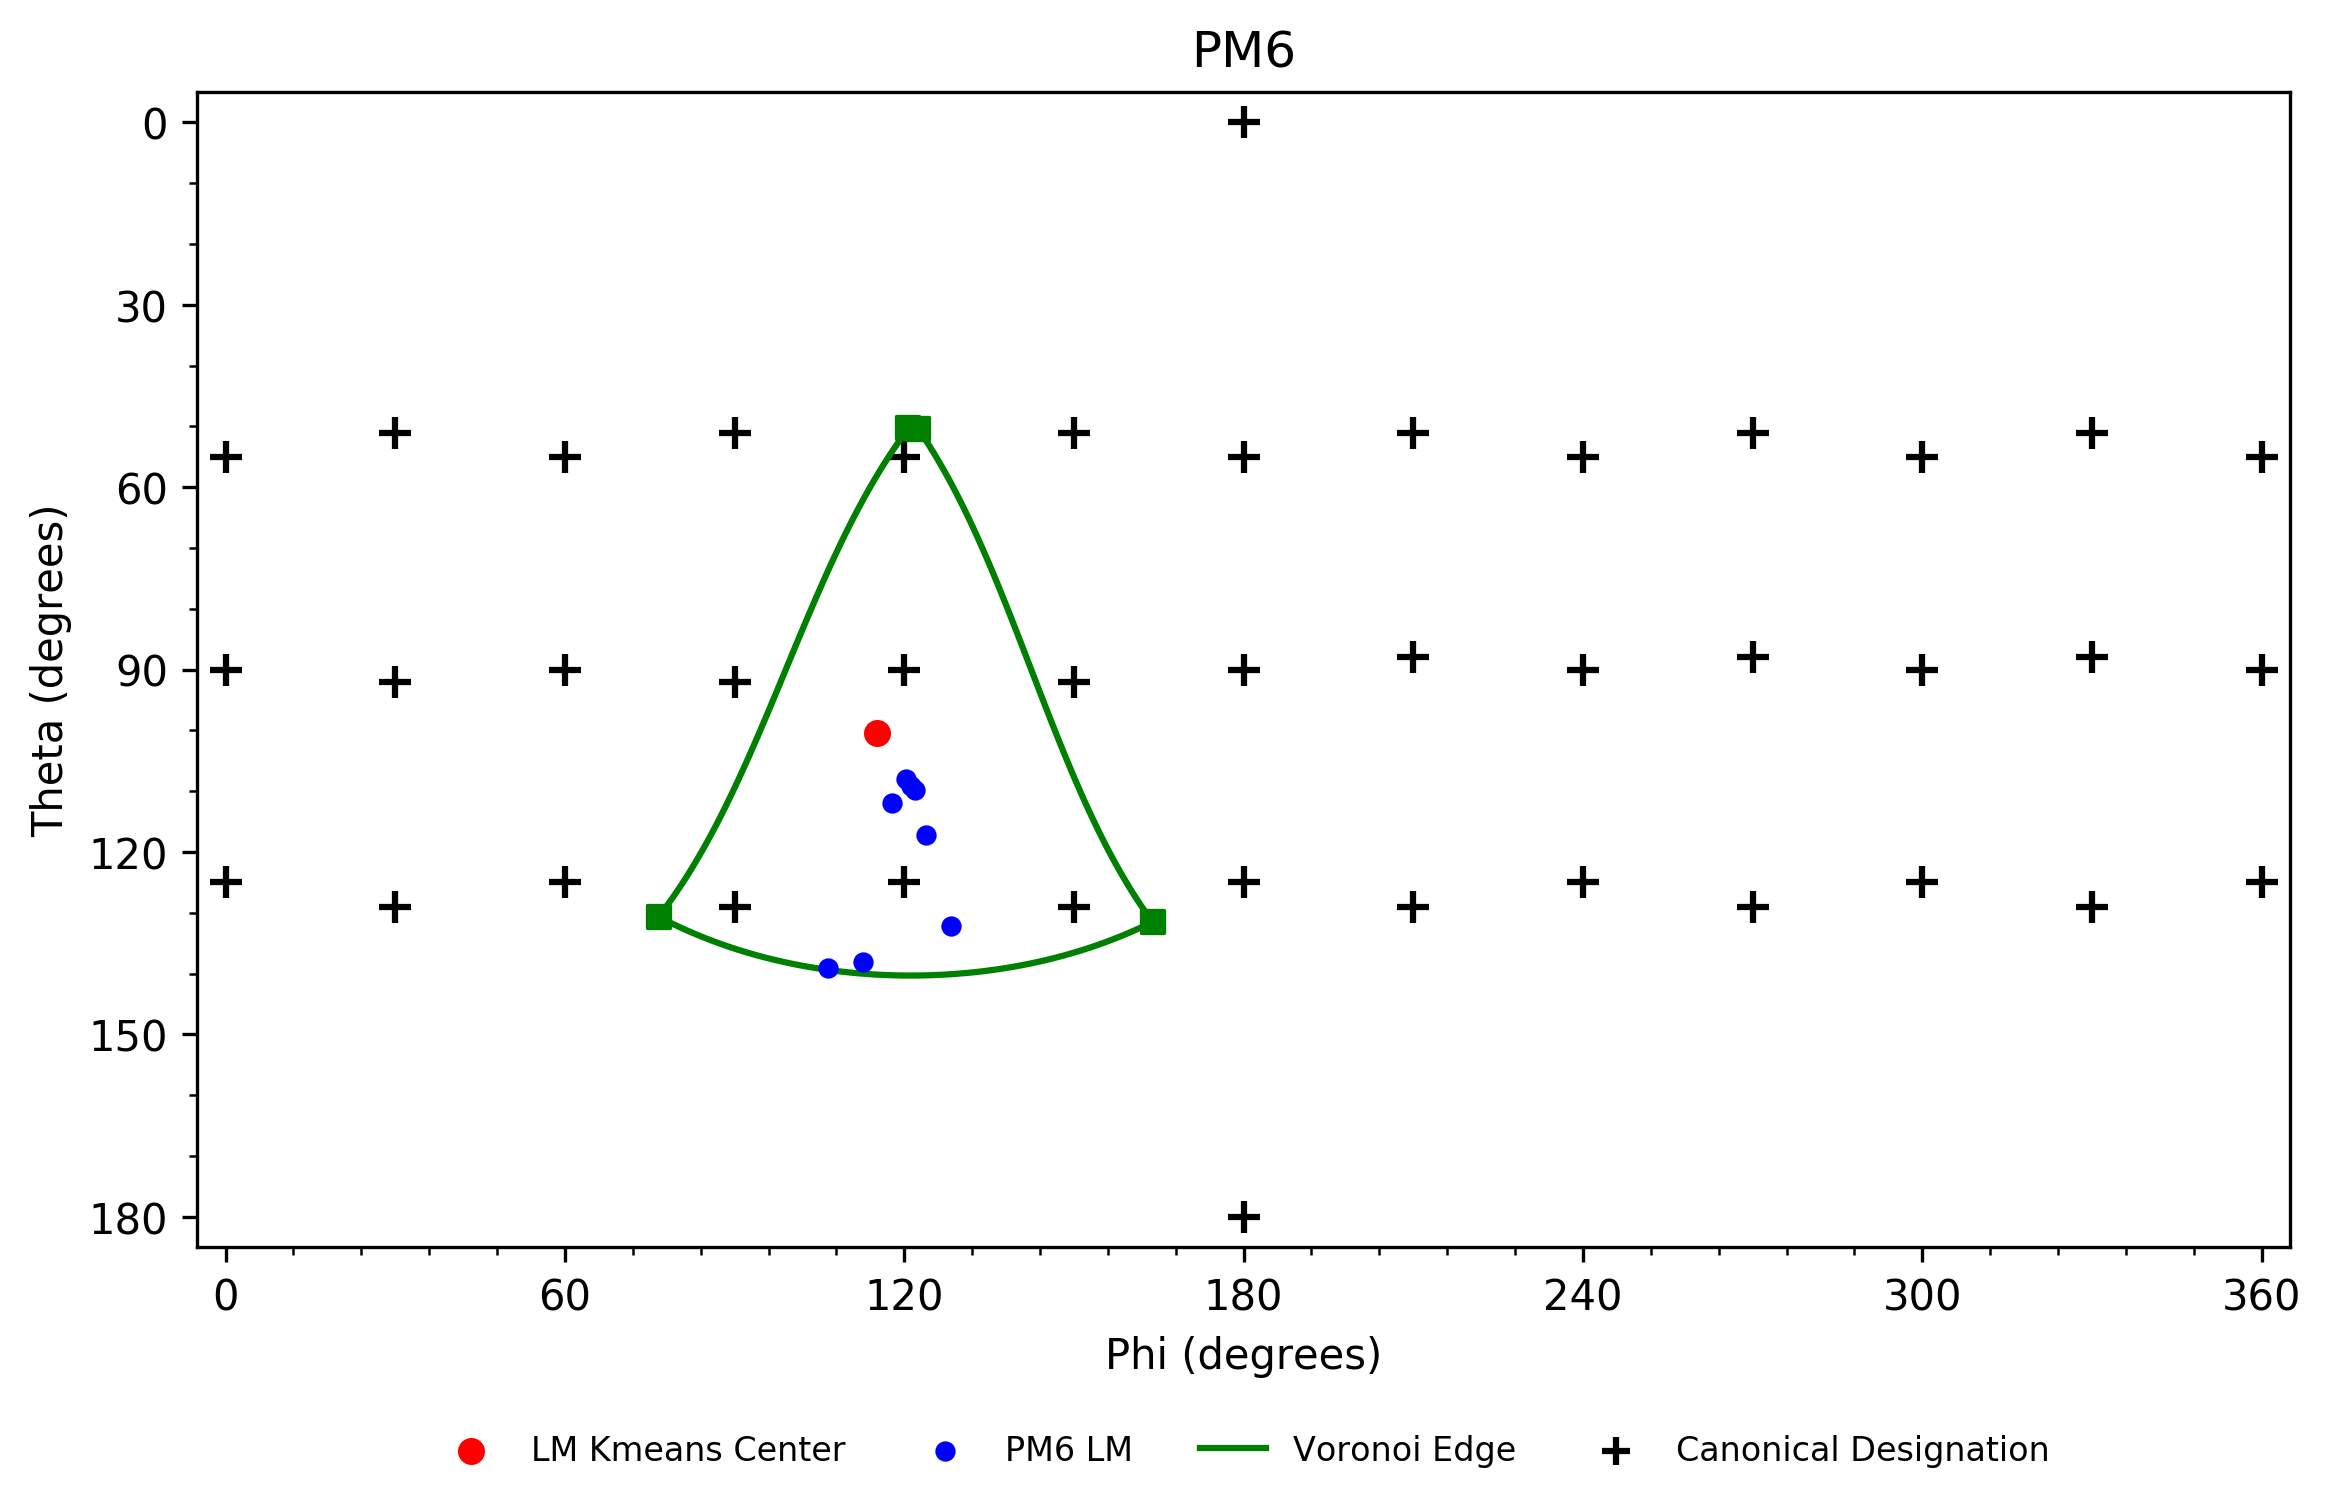 PM6
0
30
60
90
120
150
180
Theta (degrees)
0 60 120 180 240 300 360
Phi (degrees)
LM Kmeans Center PM6 LM Voronoi Edge Canonical Designation